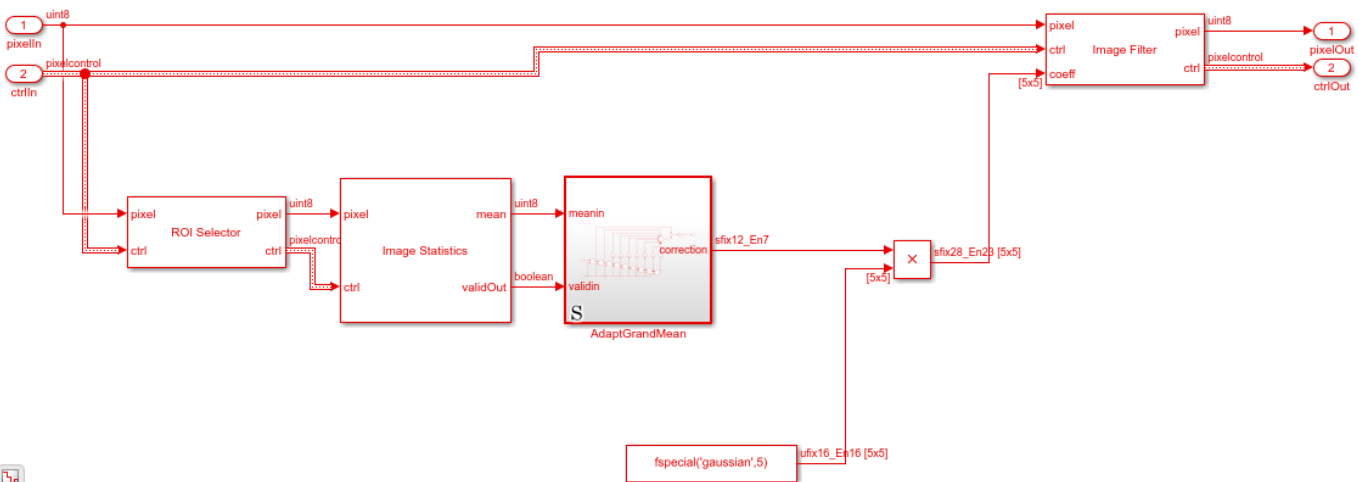 1
uint8
pixelIn
2
pixelcontrol
ctrlIn
pixel
ctrl
coeff
[5x5]
Image Filter
pixel
ctrl
uint8
pixelcontrol
1
pixelOut
2
ctrlOut
pixel
ctrl
ROI Selector
pixel
ctrl
uint8
pixelcontrc
pixel
ctrl
Image Statistics
mean
validOut
uint8
boolean
meanin
validin
correction
S
AdaptGrandMean
sfix12_En7
×
[5x5]
sfix28_En23 [5x5]
fspecial('gaussian',5)
ufix16_En16 [5x5]